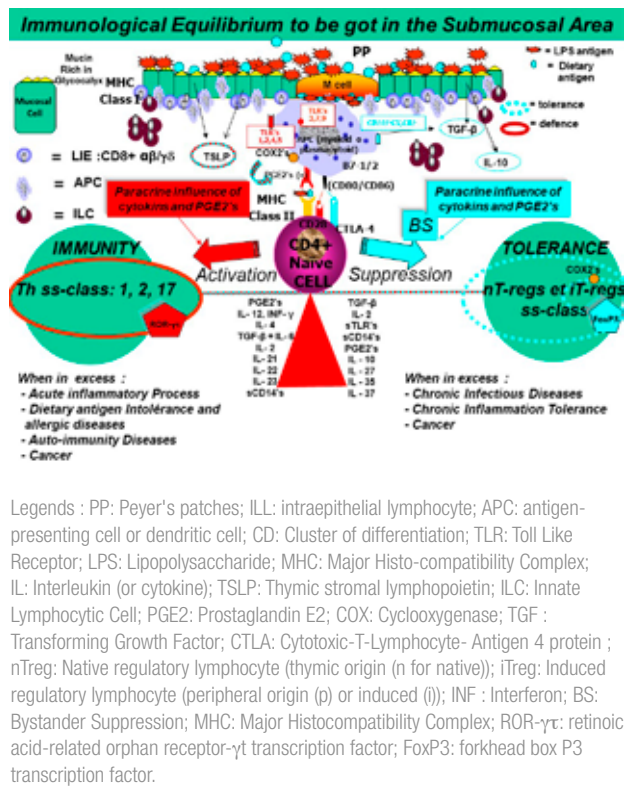 Immunological Equilibrium to be got in the Submucosal Area
PP
Mucin
Rich in
Glycocalyx
MHC
Class I
M cell
= LPS antigen
= Dietary
antigen
Mucosal
Cell
=tolerance
=defence
= LIE :CD8+ αβ/γδ
TSLP
COX2's
TGF-β
IL-10
= APC
= ILC
B7-1/2
(CD80/CD86)
MHC
Class II
CD28
CTLA-4
Paracrine influence of
cytokins and PGE2's
Paracrine influence of
cytokins and PGE2's
BS
IMMUNITY
CD4+
Naive
CELL
TOLERANCE
Activation
Suppression
COX2's
Th ss-class: 1, 2, 17
nT-regs et iT-regs
ss-class
ROR-γt
FoxP3
PGE2's
IL- 12, INF- γ
IL- 4
TGF-β + IL- 6
IL- 2
IL- 21
IL- 22
IL- 23
sCD14's
TGF-β
IL- 2
sTLR's
sCD14's
PGE2's
IL - 10
IL - 27
IL - 35
IL - 37
When in excess :
- Acute inflammatory Process
- Dietary antigen Intolérance and
allergic diseases
- Auto-immunity Diseases
- Cancer
When in excess :
- Chronic Infectious Diseases
- Chronic Inflammation Tolerance
- Cancer
Legends : PP: Peyer's patches; ILL: intraepithelial lymphocyte; APC: antigen-
presenting cell or dendritic cell; CD: Cluster of differentiation; TLR: Toll Like
Receptor; LPS: Lipopolysaccharide; MHC: Major Histo-compatibility Complex;
IL: Interleukin (or cytokine); TSLP: Thymic stromal lymphopoietin; ILC: Innate
Lymphocytic Cell; PGE2: Prostaglandin E2; COX: Cyclooxygenase; TGF :
Transforming Growth Factor; CTLA: Cytotoxic-T-Lymphocyte- Antigen 4 protein ;
nTreg: Native regulatory lymphocyte (thymic origin (n for native)); iTreg: Induced
regulatory lymphocyte (peripheral origin (p) or induced (i)); INF : Interferon; BS:
Bystander Suppression; MHC: Major Histocompatibility Complex; ROR-γτ: retinoic
acid-related orphan receptor-γt transcription factor; FoxP3: forkhead box P3
transcription factor.